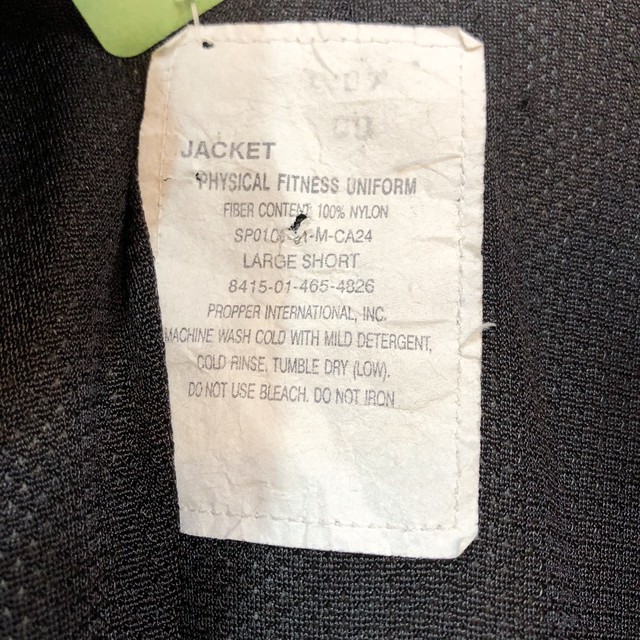 JACKET
PHYSICAL FITNESS UNIFORM
FIBER CONTENT 100% NYLON
LARGE SHORT
8415-01-465-4826
PROPPER INTERNATIONAL, INC.
MACHINE WASH COLD WITH MILD DETERGENT,
COLD RINSE, TUMBLE DRY (LOW).
DO NOT USE BLEACH. DO NOT IRON